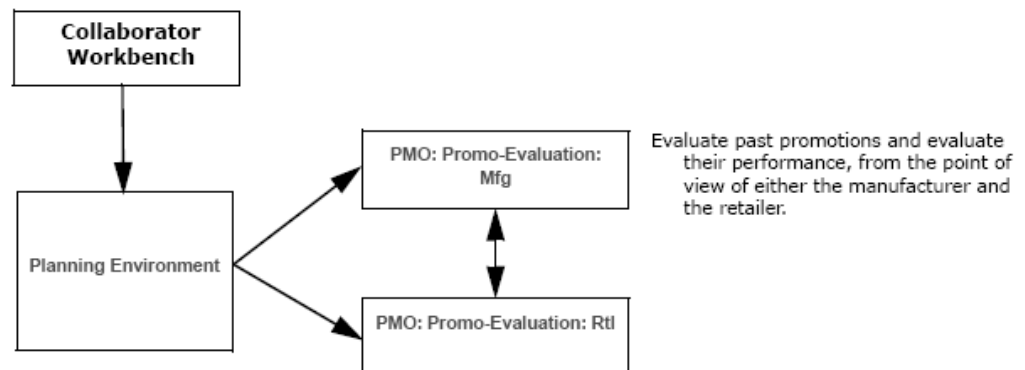 Collaborator
Workbench
PMO: Promo-Evaluation:
Mfg
Evaluate past promotions and evaluate
their performance, from the point of
view of either the manufacturer and
the retailer.
Planning Environment
PMO: Promo-Evaluation: Rtl